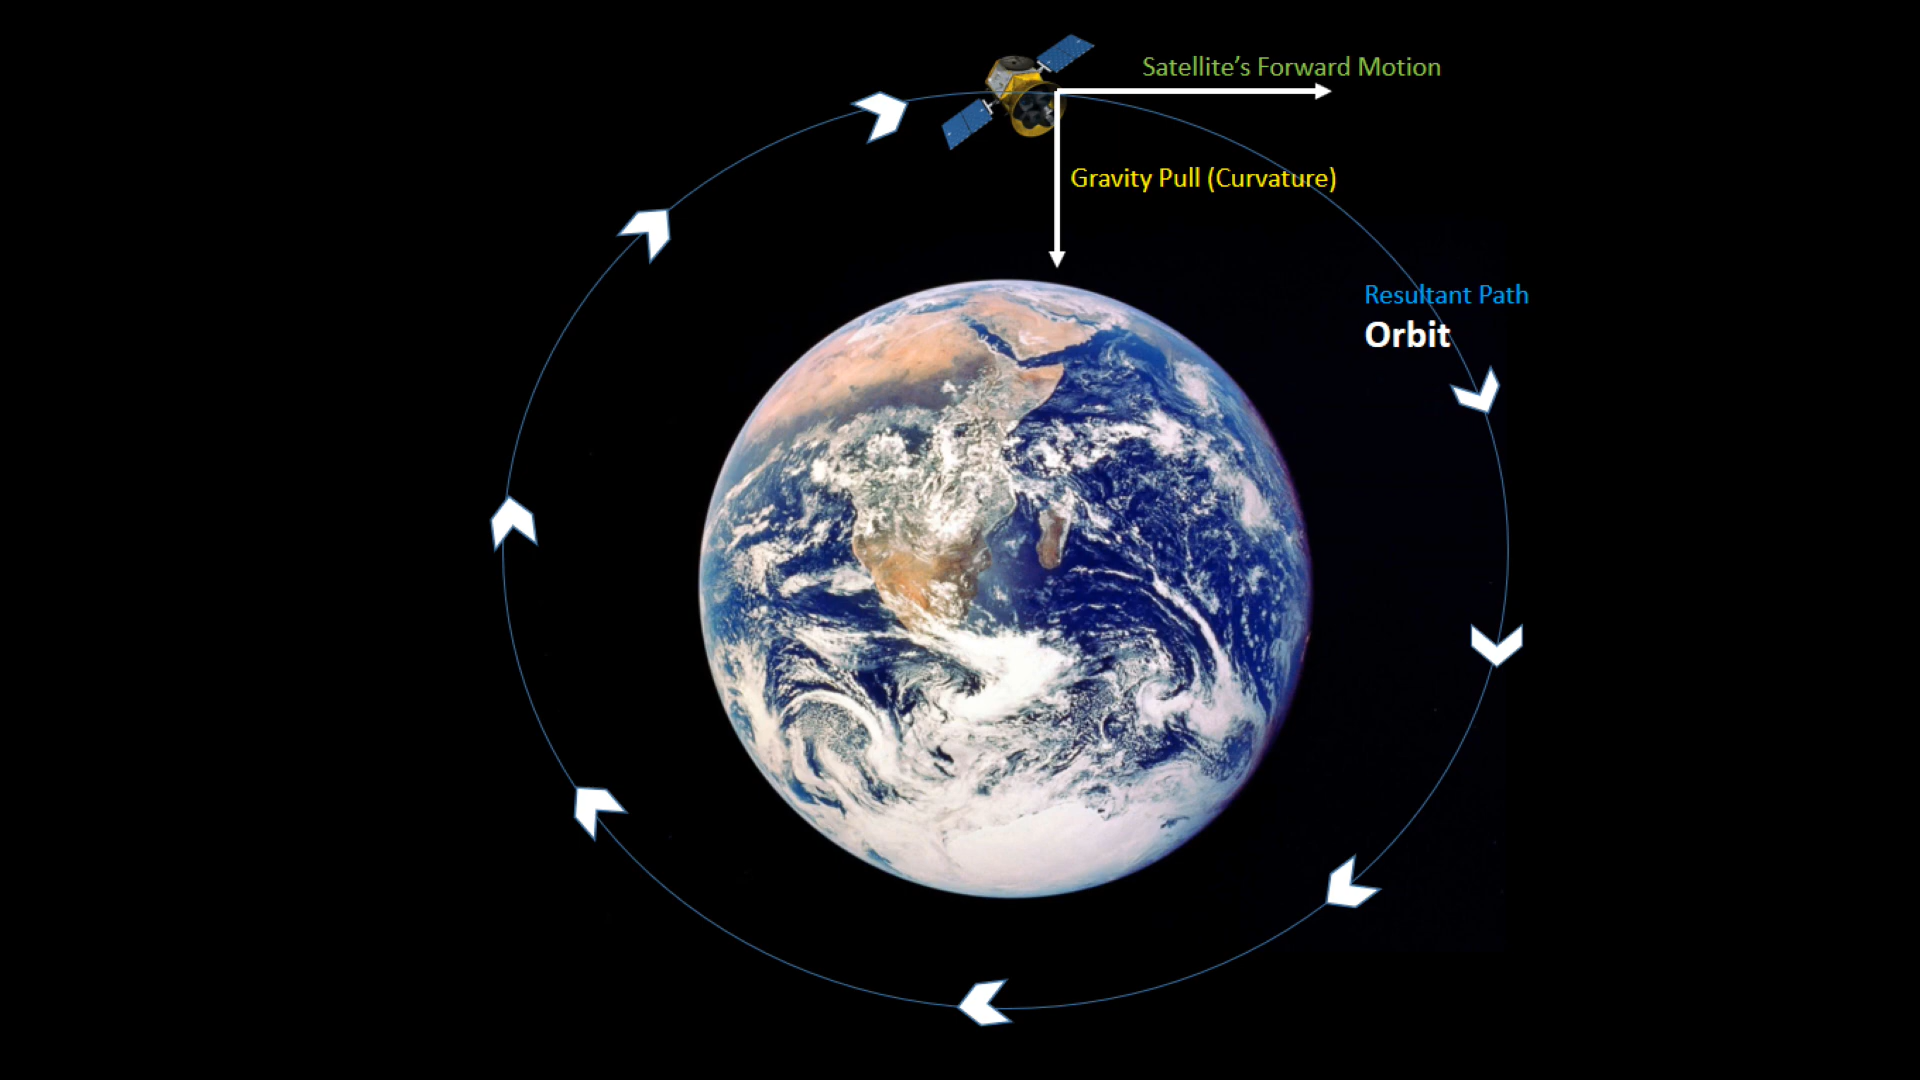 Satellite's Forward Motion
Gravity Pull (Curvature)
Resultant Path
Orbit